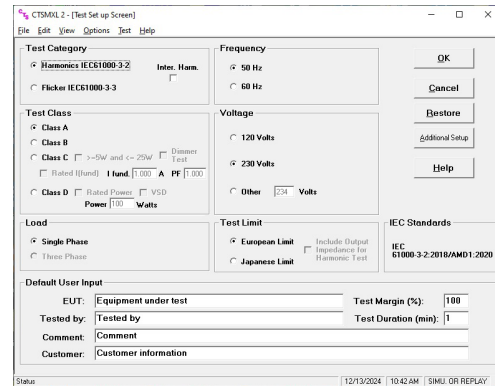 CTSMXL 2 - [Test Set up Screen]
File Edit View Options Test Help
Test Category
Harmonics IEC61000-3-2
Inter. Harm.
Flicker IEC61000-3-3
Frequency
50 Hz
60 Hz
OK
Cancel
Restore
Additional Setup
Help
Test Class
Class A
Class B
Class C >=5W and <= 25W Dimmer Test
Rated I(fund) I fund. 1.000 A PF 1.000
Class D Rated Power VSD
Power 100 Watts
Voltage
120 Volts
230 Volts
Other 234 Volts
Load
Single Phase
Three Phase
Test Limit
European Limit
Japanese Limit
Include Output
Impedance for
Harmonic Test
IEC Standards
IEC
61000-3-2:2018/AMD1:2020
Default User Input
EUT: Equipment under test
Test Margin (%): 100
Tested by: Tested by
Test Duration (min): 1
Comment: Comment
Customer: Customer information
Status 12/13/2024 10:42 AM SIMU. OR REPLAY